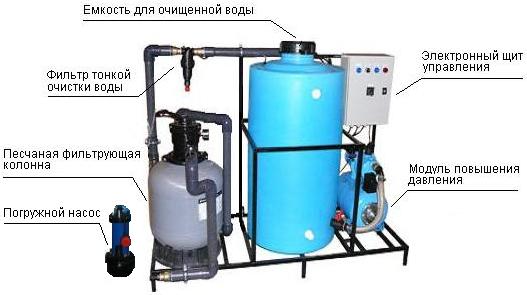 Емкость для очищенной воды
Фильтр тонкой
очистки воды
Песчаная фильтрующая
колонна
Погружной насос
Электронный щит
управления
Модуль повышения
давления